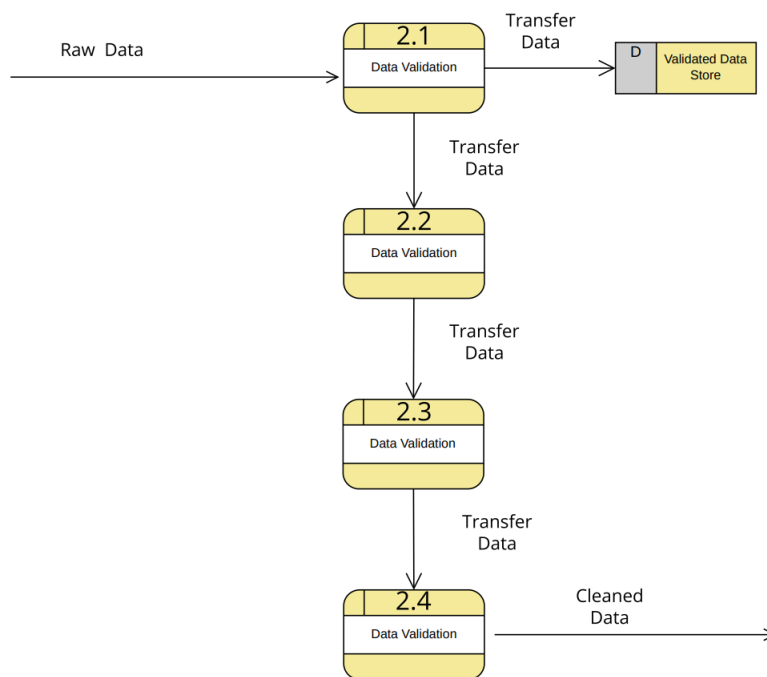 Raw Data
2.1
Data Validation
Transfer
Data
D
Validated Data
Store
Transfer
Data
2.2
Data Validation
Transfer
Data
2.3
Data Validation
Transfer
Data
2.4
Data Validation
Cleaned
Data